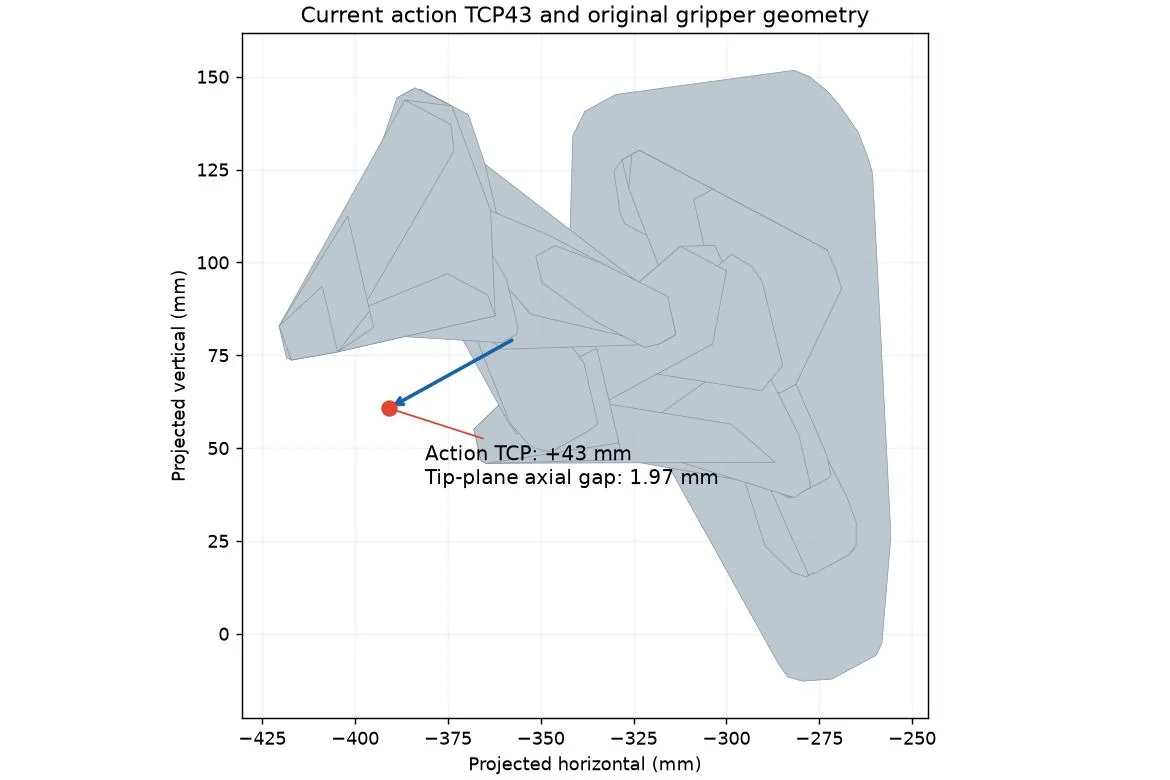 Current action TCP43 and original gripper geometry
150
125
100
75
50
25
0
Projected vertical (mm)
Action TCP: +43 mm
Tip-plane axial gap: 1.97 mm
−425 −400 −375 −350 −325 −300 −275 −250
Projected horizontal (mm)